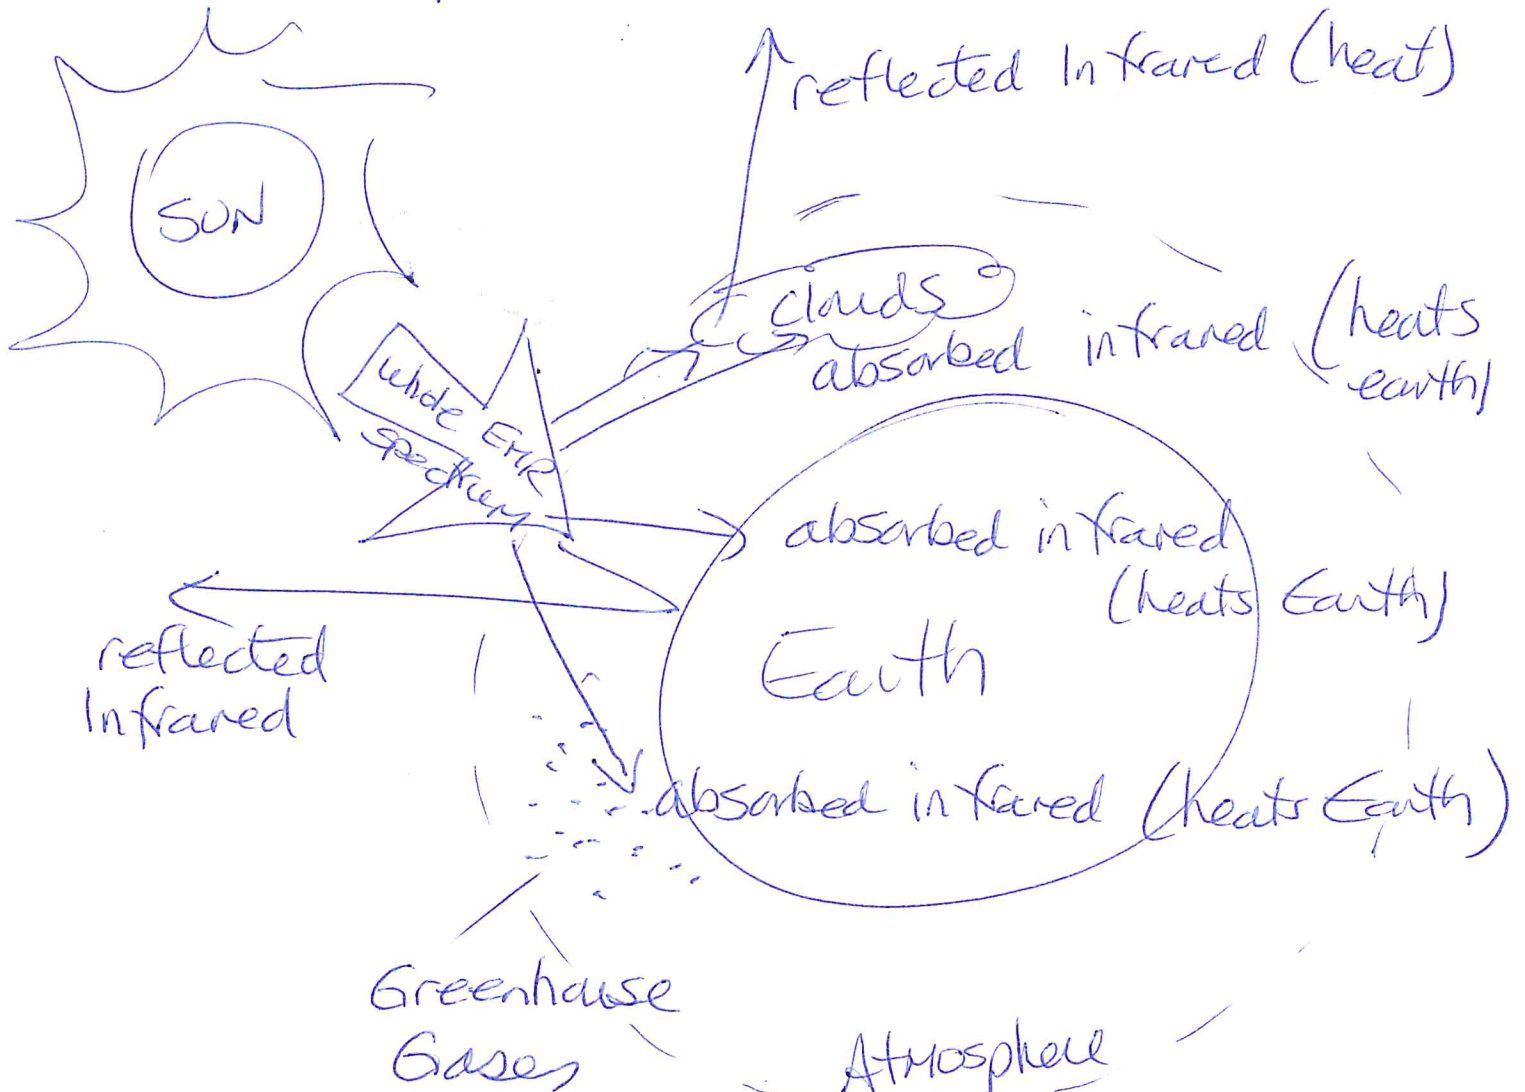 reflected Infrared (heat)
SUN
clouds
absorbed infrared (heats
earth)
Whole EMR
spectrum
absorbed infrared
(heats Earth)
reflected
Infrared
Earth
absorbed infrared (heats Earth)
Greenhouse
Gases
Atmosphere